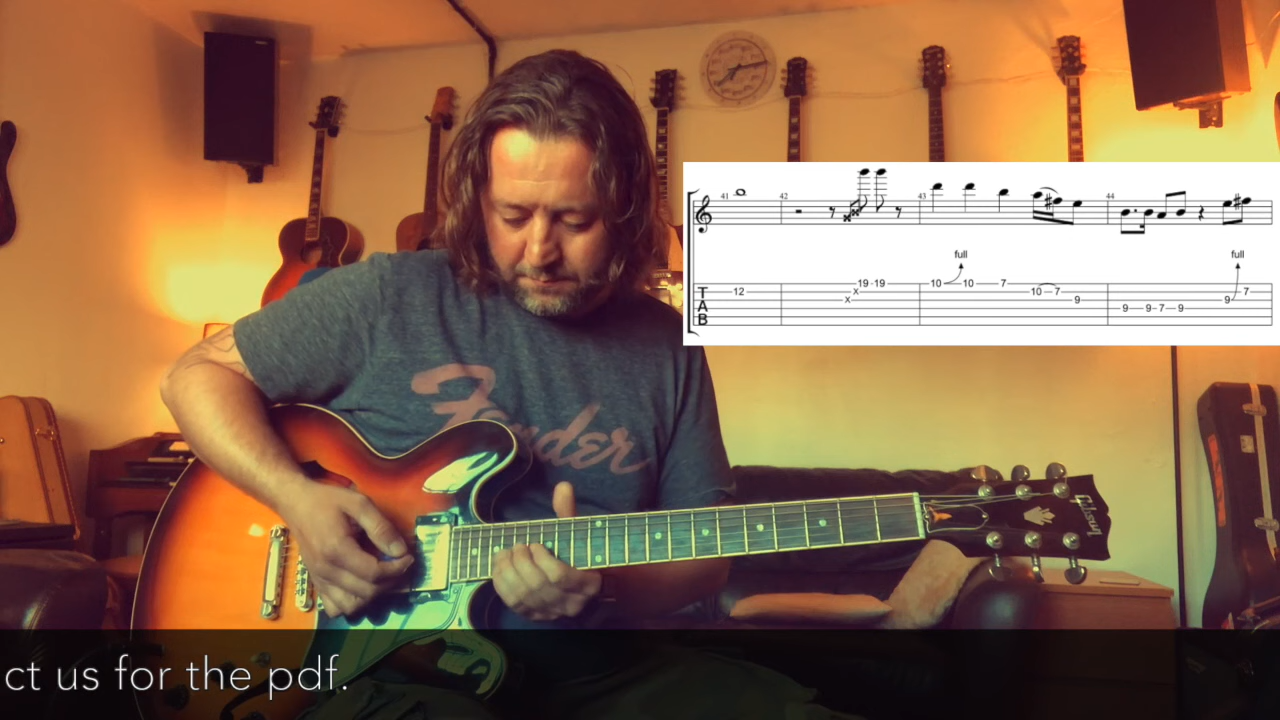 Fender
Gibson
41 42 43 44
full full
T
A
B
12 x x 19 19 10 10 7 10 7 9 9 9 7 9 9 7
ct us for the pdf.